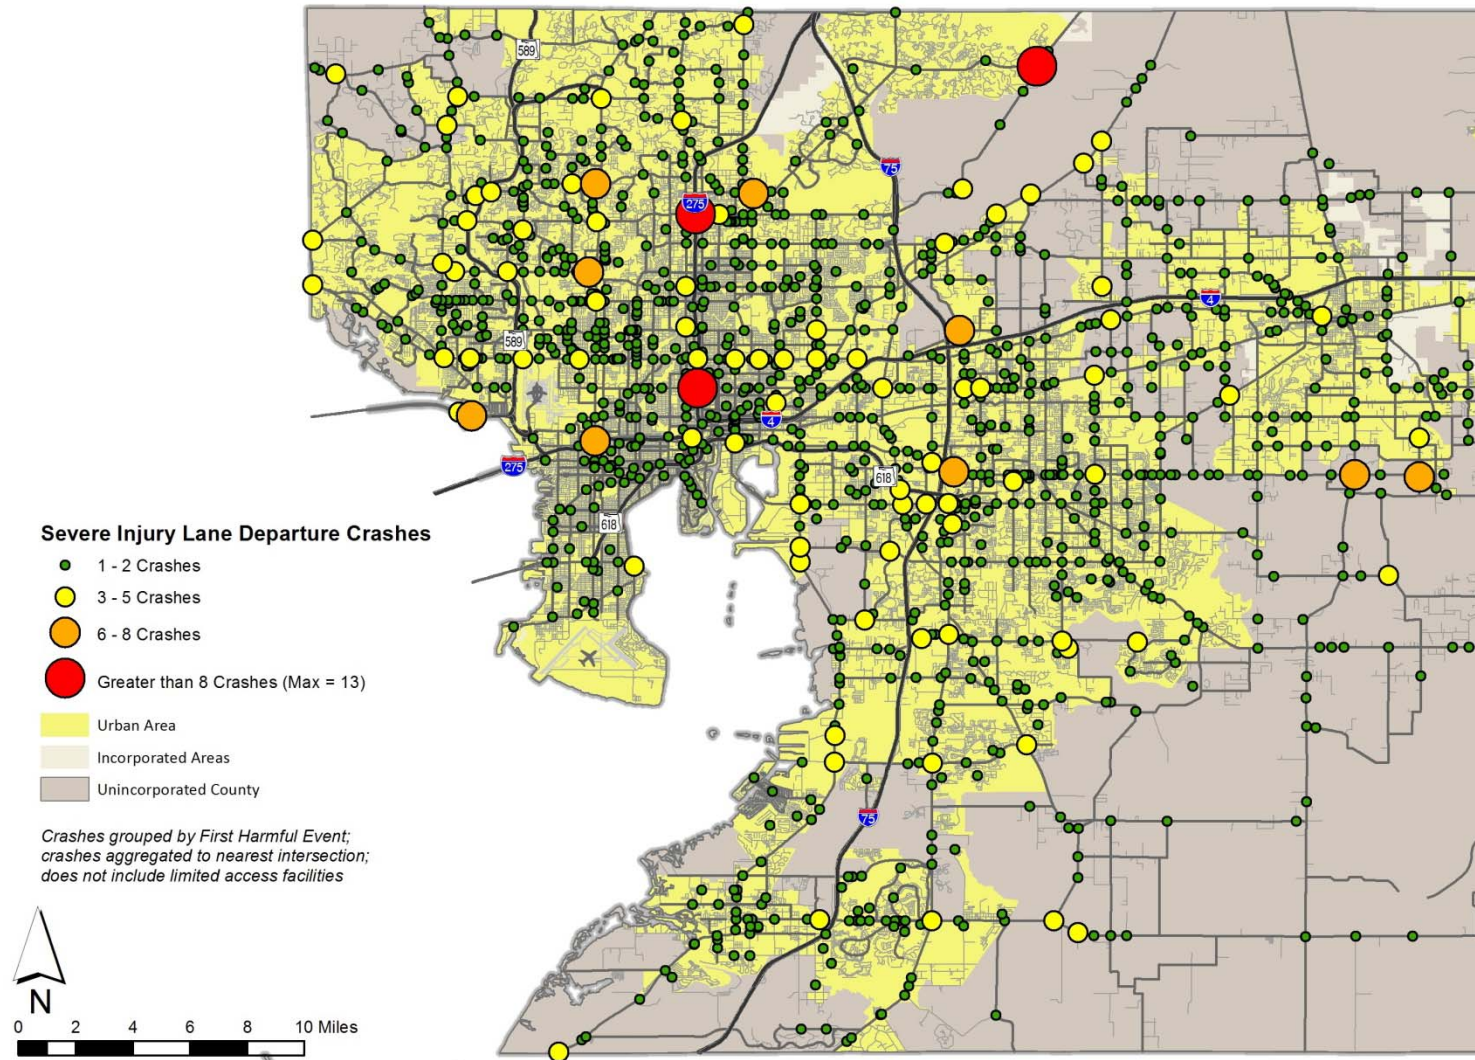 589
75
275
4
589
4
275
618
618
Severe Injury Lane Departure Crashes
1 - 2 Crashes
3 - 5 Crashes
6 - 8 Crashes
Greater than 8 Crashes (Max = 13)
Urban Area
Incorporated Areas
Unincorporated County
75
Crashes grouped by First Harmful Event;
crashes aggregated to nearest intersection;
does not include limited access facilities
N
0 2 4 6 8 10 Miles